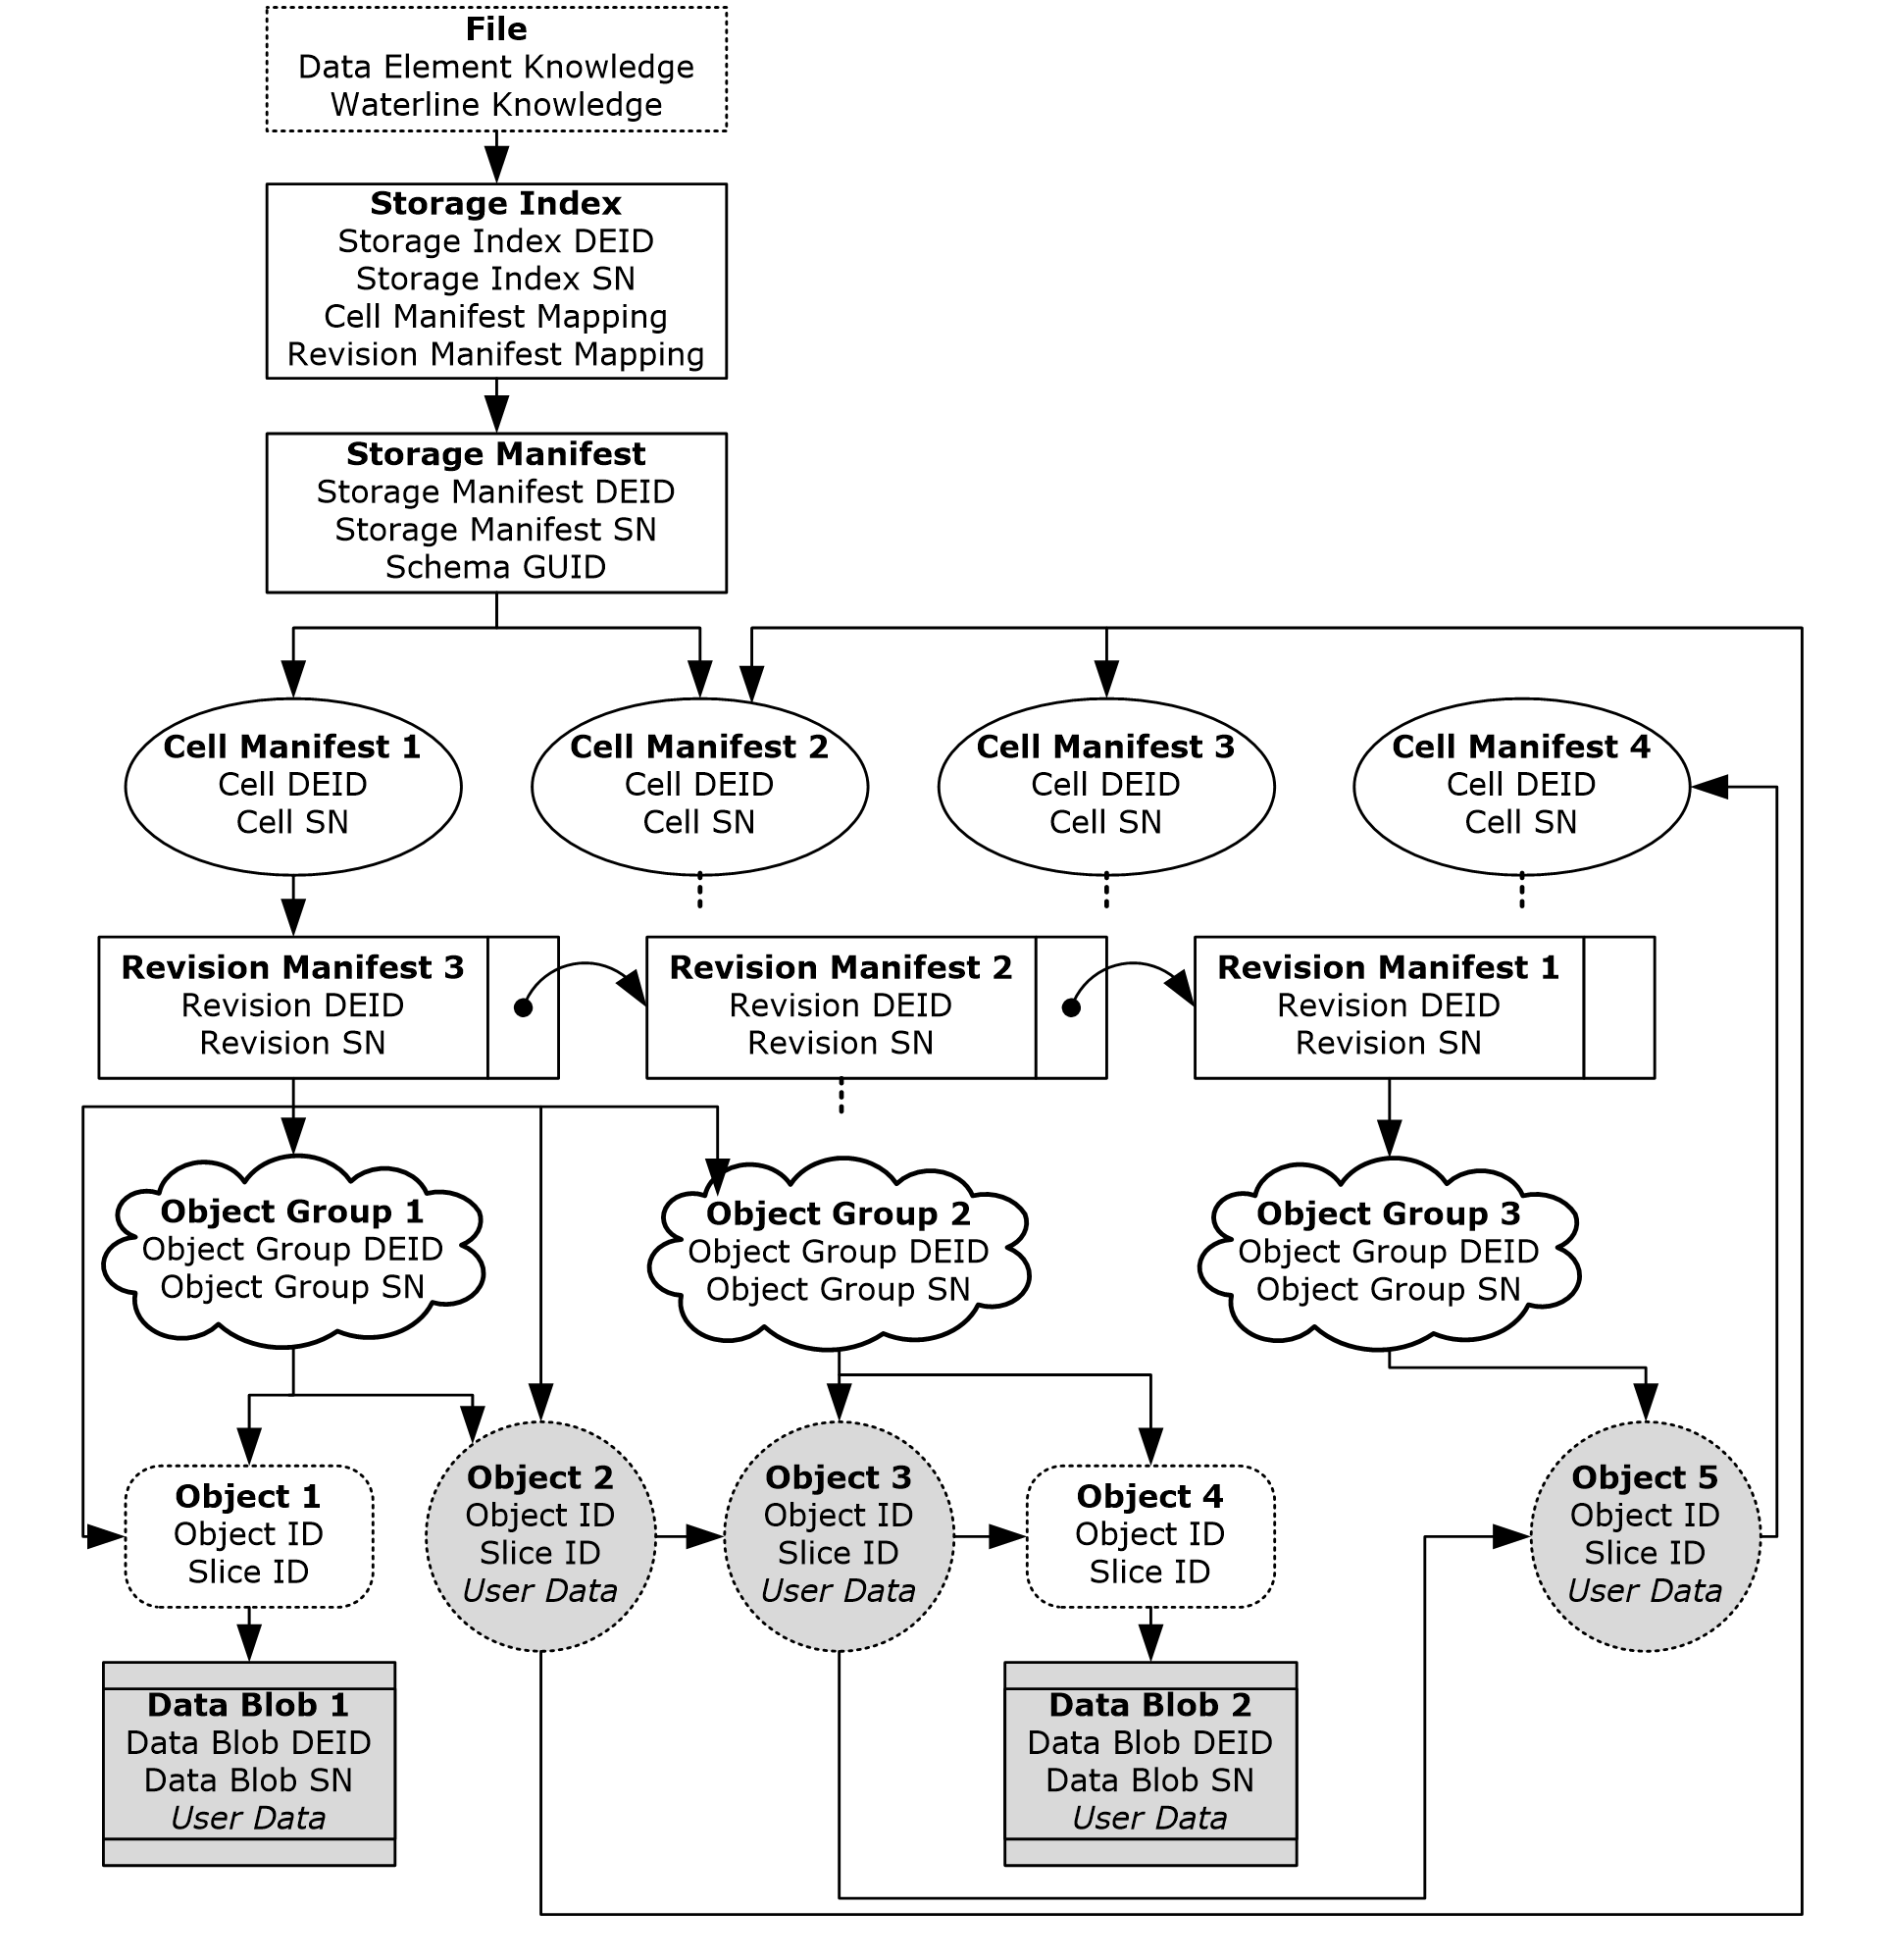 File
Data Element Knowledge
Waterline Knowledge
Storage Index
Storage Index DEID
Storage Index SN
Cell Manifest Mapping
Revision Manifest Mapping
Storage Manifest
Storage Manifest DEID
Storage Manifest SN
Schema GUID
Cell Manifest 1
Cell DEID
Cell SN
Cell Manifest 2
Cell DEID
Cell SN
Cell Manifest 3
Cell DEID
Cell SN
Cell Manifest 4
Cell DEID
Cell SN
Revision Manifest 3
Revision DEID
Revision SN
Revision Manifest 2
Revision DEID
Revision SN
Revision Manifest 1
Revision DEID
Revision SN
Object Group 1
Object Group DEID
Object Group SN
Object Group 2
Object Group DEID
Object Group SN
Object Group 3
Object Group DEID
Object Group SN
Object 1
Object ID
Slice ID
Object 2
Object ID
Slice ID
User Data
Object 3
Object ID
Slice ID
User Data
Object 4
Object ID
Slice ID
Object 5
Object ID
Slice ID
User Data
Data Blob 1
Data Blob DEID
Data Blob SN
User Data
Data Blob 2
Data Blob DEID
Data Blob SN
User Data